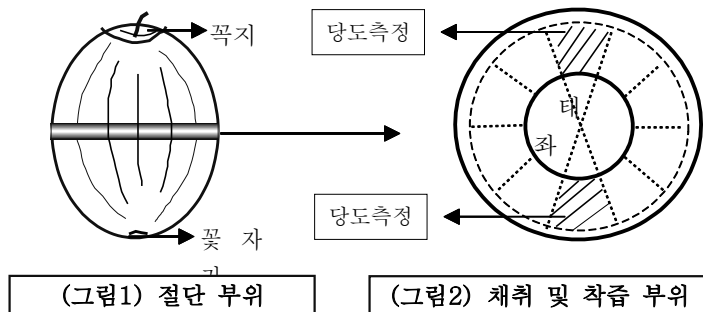 꼭지
당도측정
태
좌
당도측정
꽃 자
(그림1) 절단 부위
(그림2) 채취 및 착즙 부위